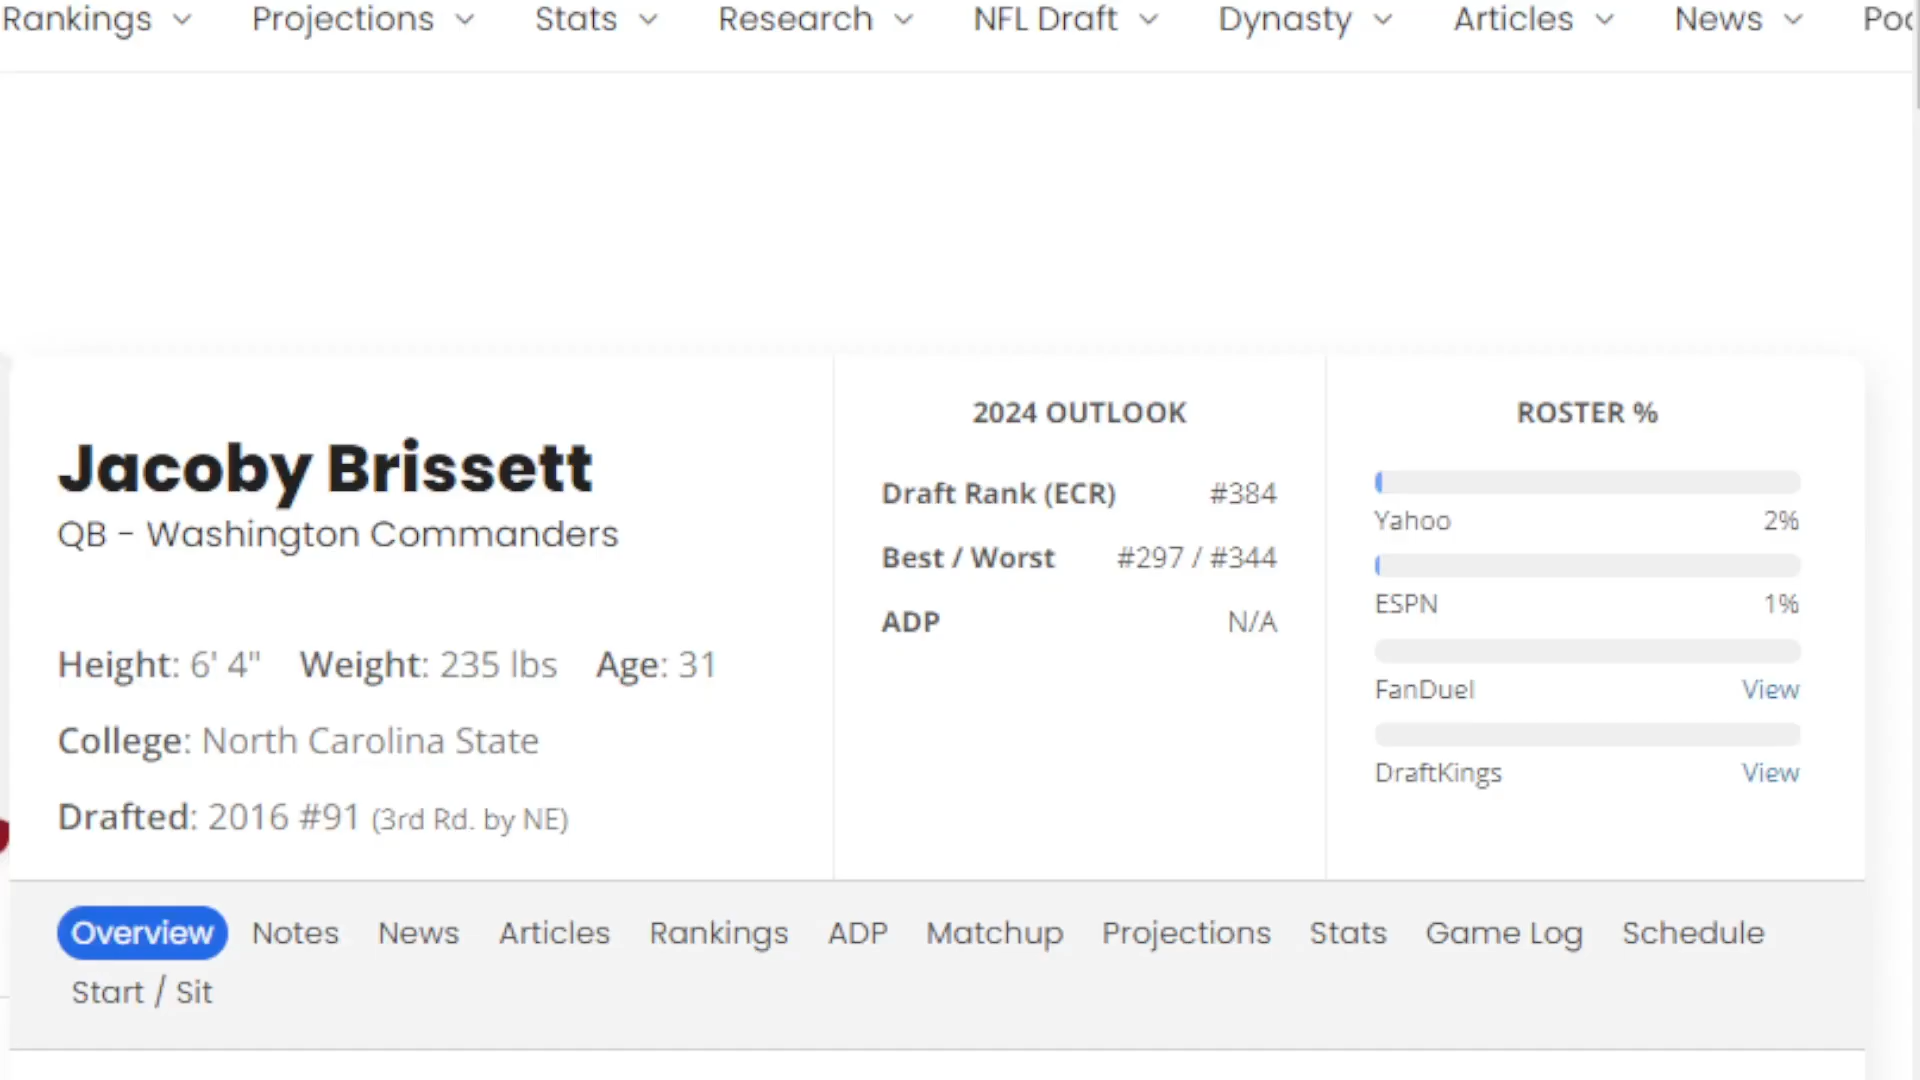 Rankings Projections Stats Research NFL Draft Dynasty Articles News
Jacoby Brissett
QB - Washington Commanders
Height: 6' 4" Weight: 235 lbs Age: 31
College: North Carolina State
Drafted: 2016 #91 (3rd Rd. by NE)
2024 OUTLOOK
Draft Rank (ECR) #384
Best / Worst #297 / #344
ADP N/A
ROSTER %
Yahoo 2%
ESPN 1%
FanDuel View
DraftKings View
Overview Notes News Articles Rankings ADP Matchup Projections Stats Game Log Schedule
Start / Sit